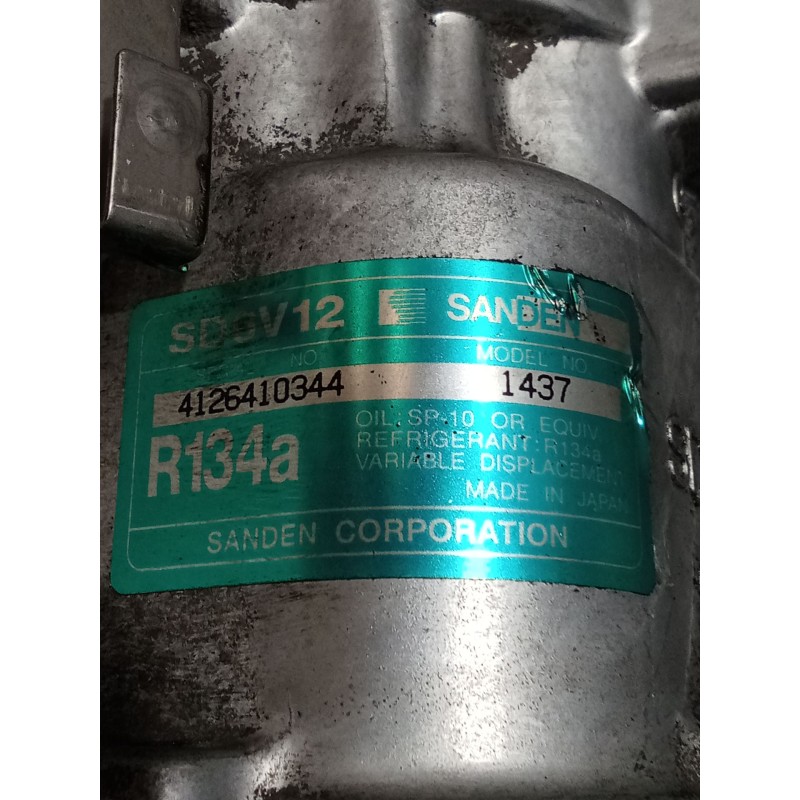 SD6V12 SANDEN
NO. MODEL NO.
4126410344 1437
R134a
OIL: SP-10 OR EQUIV
REFRIGERANT: R134a
VARIABLE DISPLACEMENT
MADE IN JAPAN
SANDEN CORPORATION